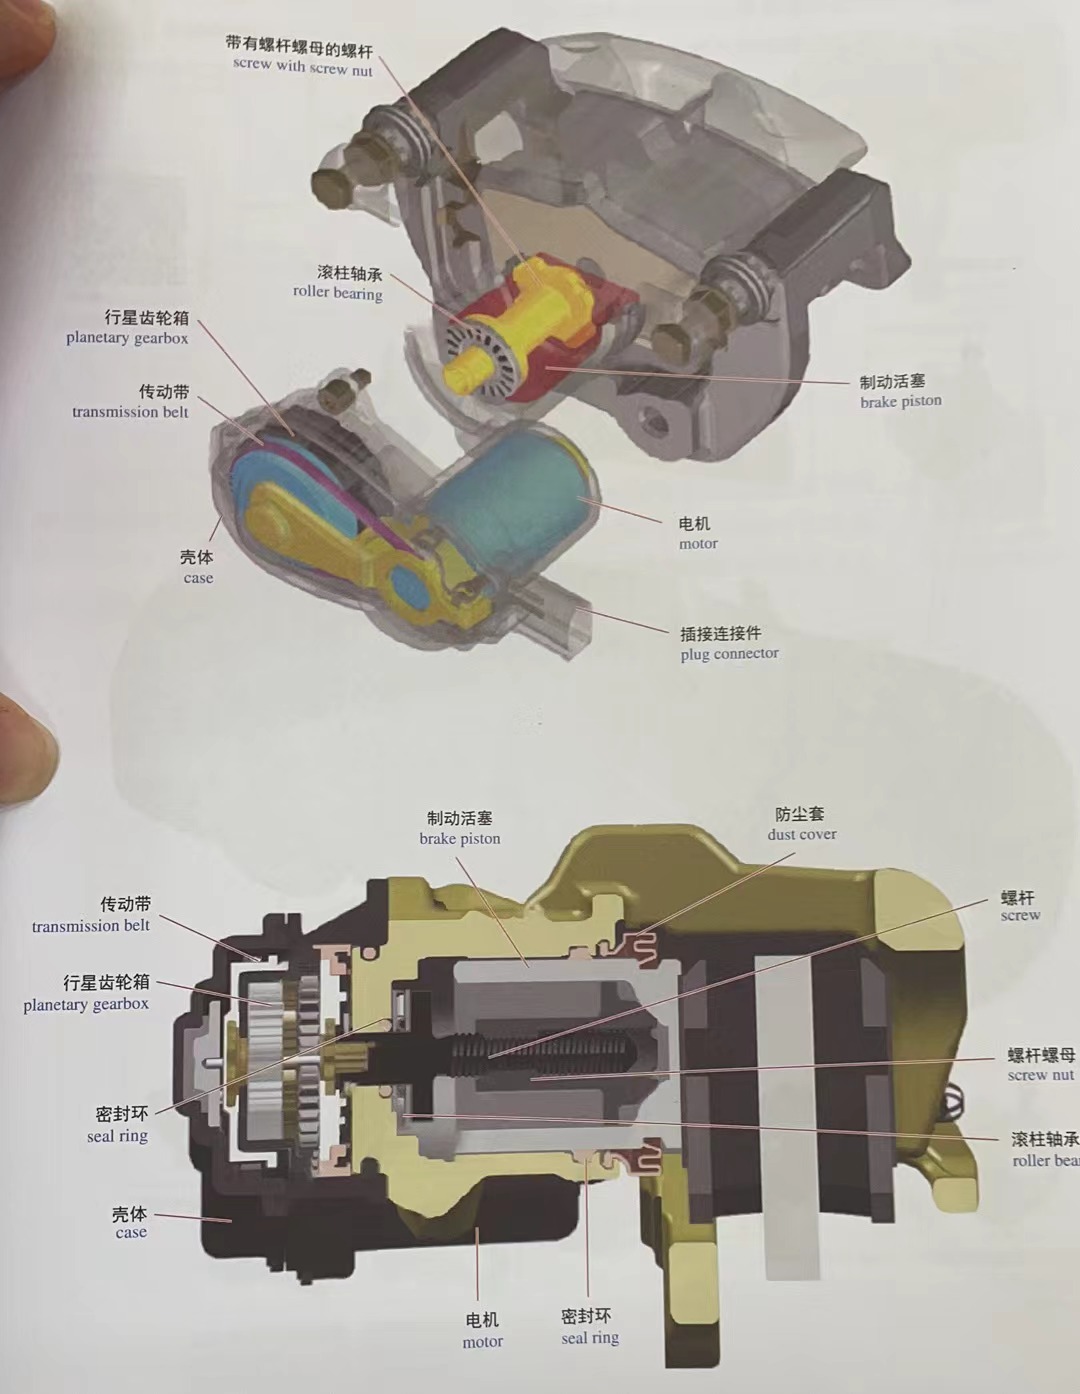 带有螺杆螺母的螺杆
screw with screw nut
滚柱轴承
roller bearing
行星齿轮箱
planetary gearbox
传动带
transmission belt
制动活塞
brake piston
电机
motor
壳体
case
插接连接件
plug connector
制动活塞
brake piston
防尘套
dust cover
传动带
transmission belt
螺杆
screw
行星齿轮箱
planetary gearbox
螺杆螺母
screw nut
密封环
seal ring
滚柱轴承
roller bea
壳体
case
电机
motor
密封环
seal ring